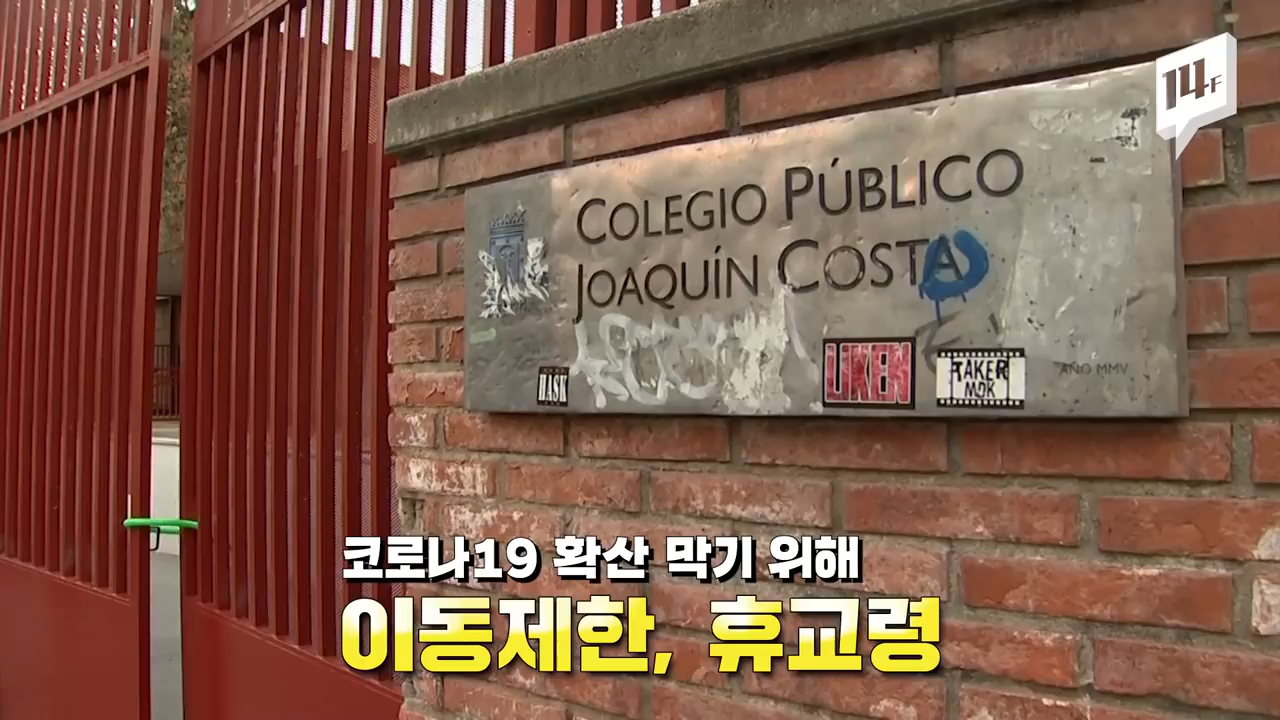 14F
COLEGIO PÚBLICO
JOAQUÍN COSTA
HASK
LIKEN
TAKER
MOK
AÑO MMV
코로나19 확산 막기 위해
이동제한, 휴교령